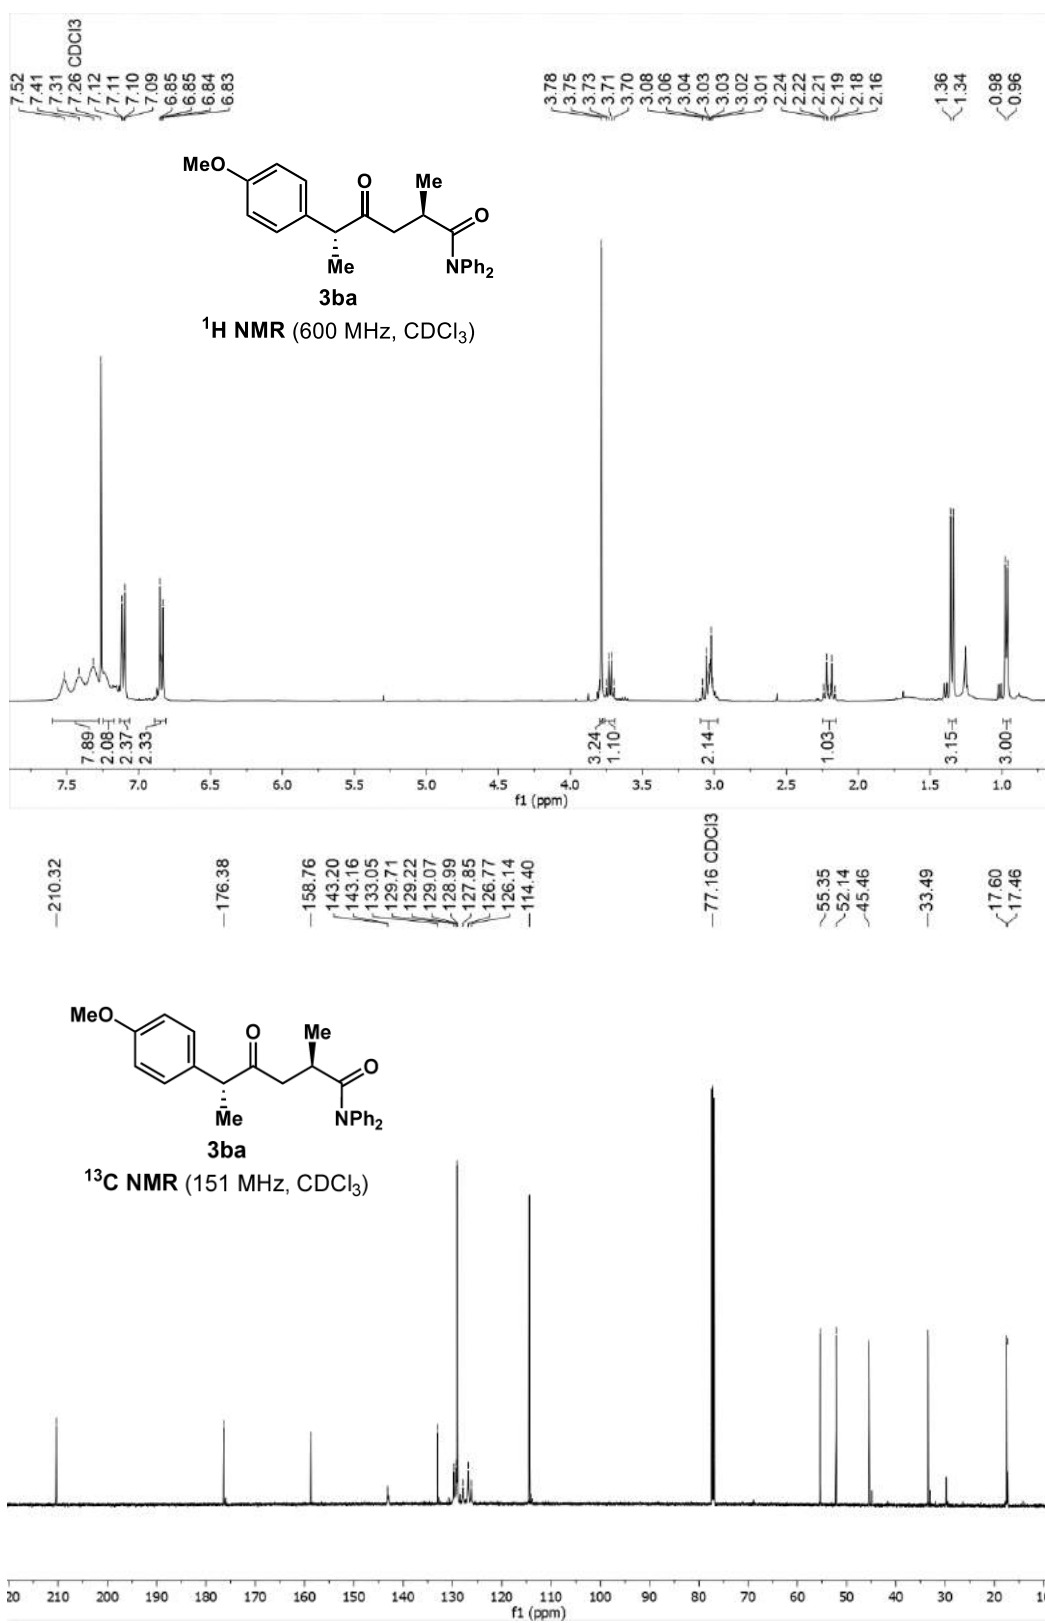 7.52
7.41
7.31
7.26 CDCl3
7.12
7.11
7.10
7.09
6.85
6.85
6.84
6.83
3.78
3.75
3.73
3.71
3.70
3.08
3.06
3.04
3.03
3.03
3.02
3.01
2.24
2.22
2.21
2.19
2.18
2.16
1.36
1.34
0.98
0.96
MeO
O
Me
O
Me
NPh2
3ba
1H NMR (600 MHz, CDCl3)
7.89
2.08
2.37
2.33
3.24
1.10
2.14
1.03
3.15
3.00
7.5 7.0 6.5 6.0 5.5 5.0 4.5 4.0 3.5 3.0 2.5 2.0 1.5 1.0
f1 (ppm)
210.32
176.38
158.76
143.20
143.16
133.05
129.71
129.22
129.07
128.99
127.85
126.77
126.14
114.40
77.16 CDCl3
55.35
52.14
45.46
33.49
17.60
17.46
MeO
O
Me
O
Me
NPh2
3ba
13C NMR (151 MHz, CDCl3)
20 210 200 190 180 170 160 150 140 130 120 110 100 90 80 70 60 50 40 30 20 10
f1 (ppm)